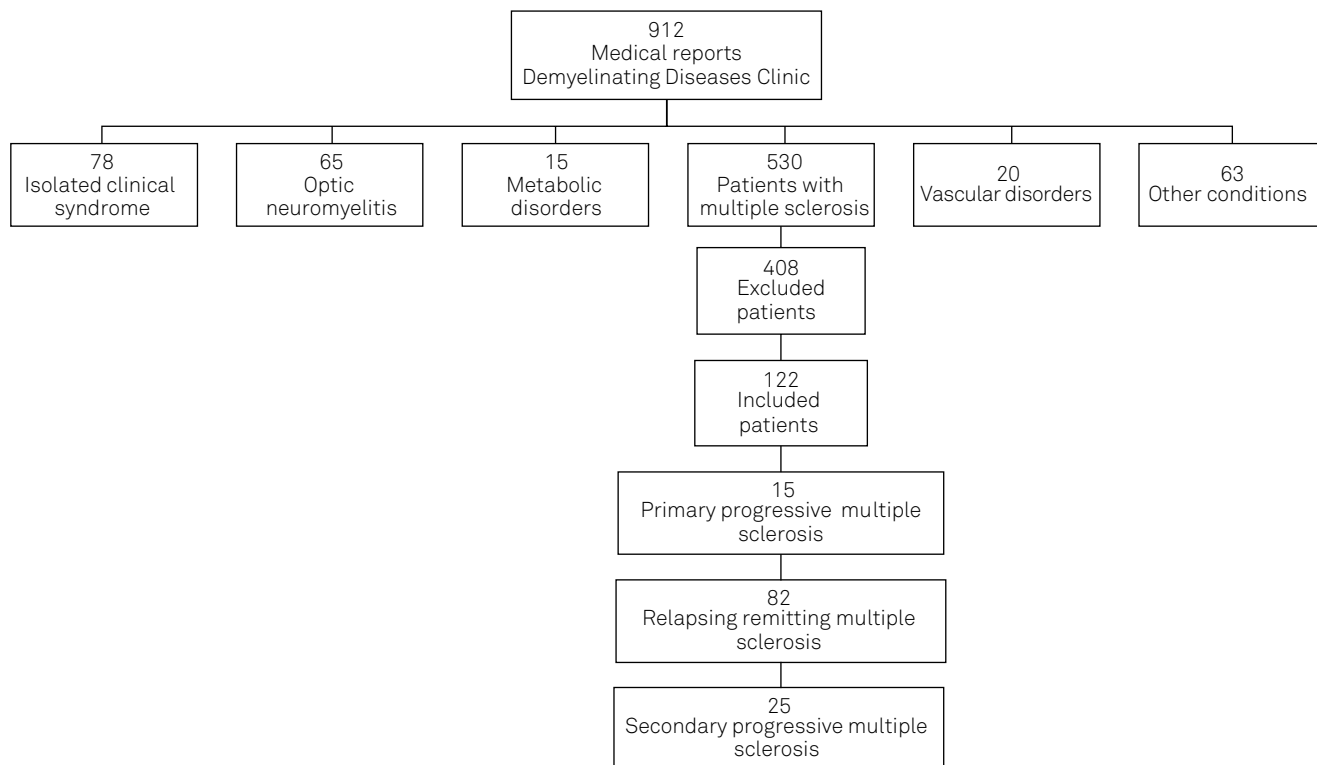 912
Medical reports
Demyelinating Diseases Clinic
78
Isolated clinical
syndrome
65
Optic
neuromyelitis
15
Metabolic
disorders
530
Patients with
multiple sclerosis
20
Vascular disorders
63
Other conditions
408
Excluded
patients
122
Included
patients
15
Primary progressive multiple
sclerosis
82
Relapsing remitting multiple
sclerosis
25
Secondary progressive multiple
sclerosis